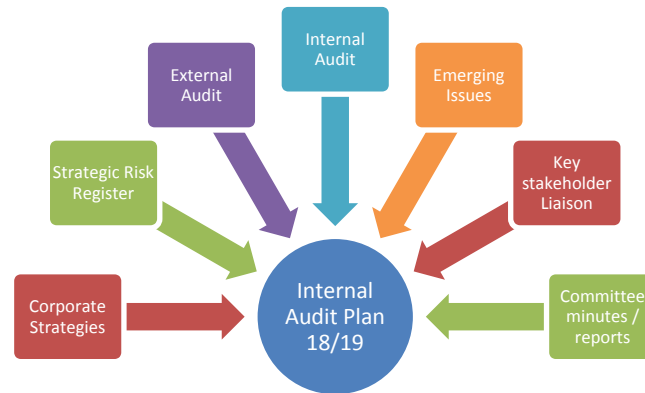 Internal
Audit
External
Audit
Emerging
Issues
Strategic Risk
Register
Key
stakeholder
Liaison
Corporate
Strategies
Internal
Audit Plan
18/19
Committee
minutes /
reports